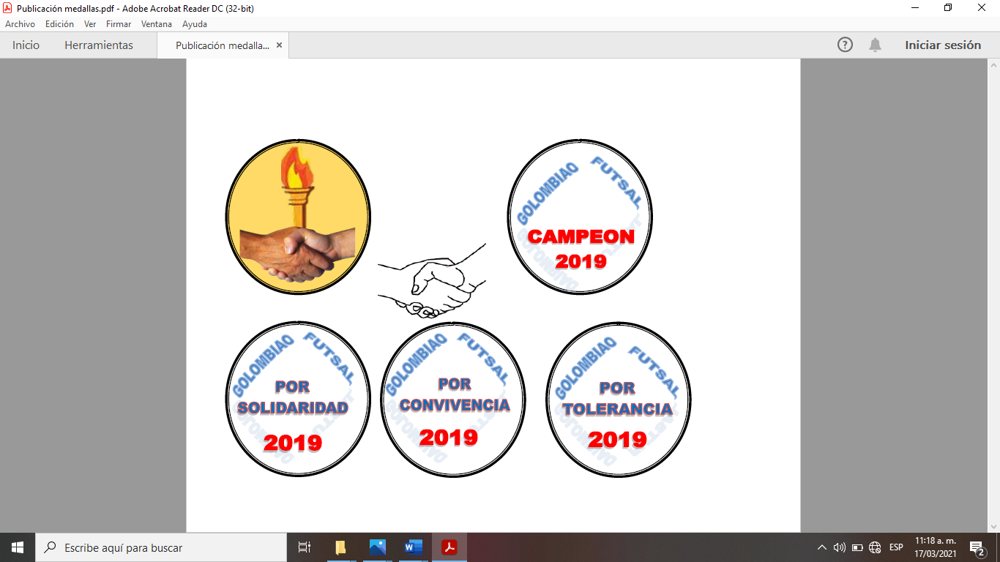 Publicación medallas.pdf - Adobe Acrobat Reader DC (32-bit)
Archivo Edición Ver Firmar Ventana Ayuda
Inicio Herramientas Publicación medalla... × ? Iniciar sesión
GOLOMBIAO FUTSAL
CAMPEON
2019
GOLOMBIAO FUTSAL
POR
SOLIDARIDAD
2019
GOLOMBIAO FUTSAL
POR
CONVIVENCIA
2019
GOLOMBIAO FUTSAL
POR
TOLERANCIA
2019
Escribe aquí para buscar
ESP
11:18 a. m.
17/03/2021
2